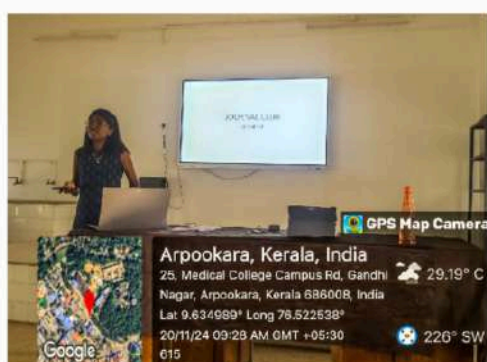 JOURNAL CLUB
GPS Map Camera
Arpookara, Kerala, India
25, Medical College Campus Rd, Gandhi
Nagar, Arpookara, Kerala 686008, India
Lat 9.634989° Long 76.522538°
20/11/24 09:28 AM GMT +05:30
615
29.19° C
226° SW
Google